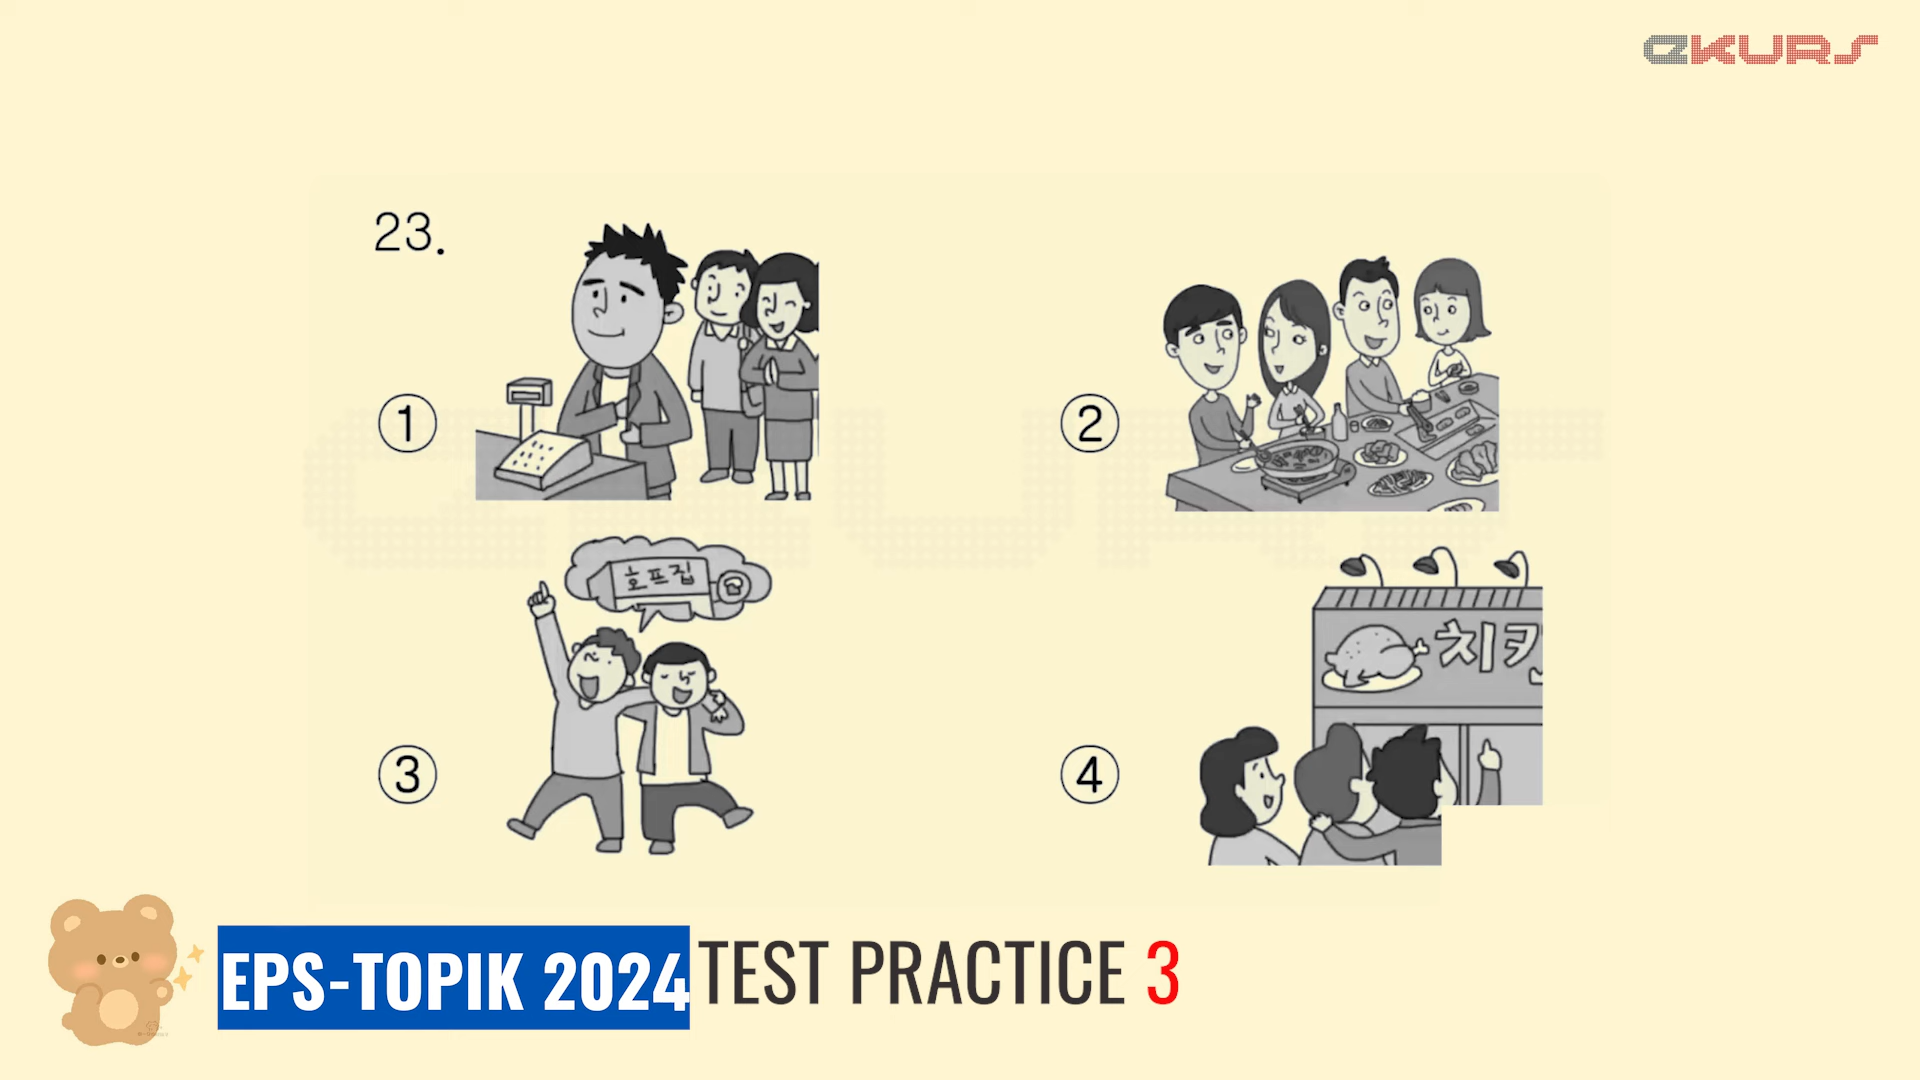 eKURS
23.
①
②
호프집
③
치킨
④
EPS-TOPIK 2024 TEST PRACTICE 3